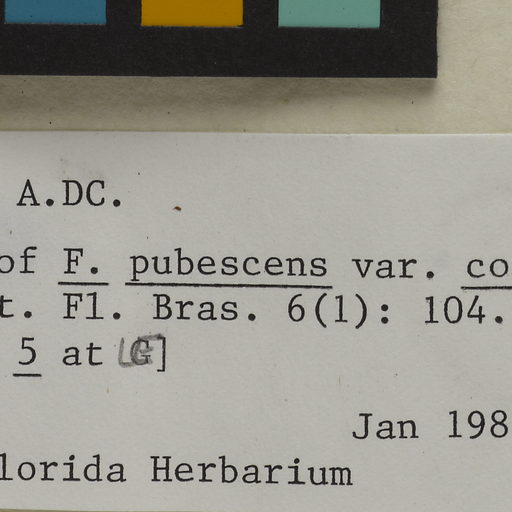 A.DC.
of F. pubescens var. co
t. Fl. Bras. 6(1): 104.
5 at G]
Jan 198
lorida Herbarium